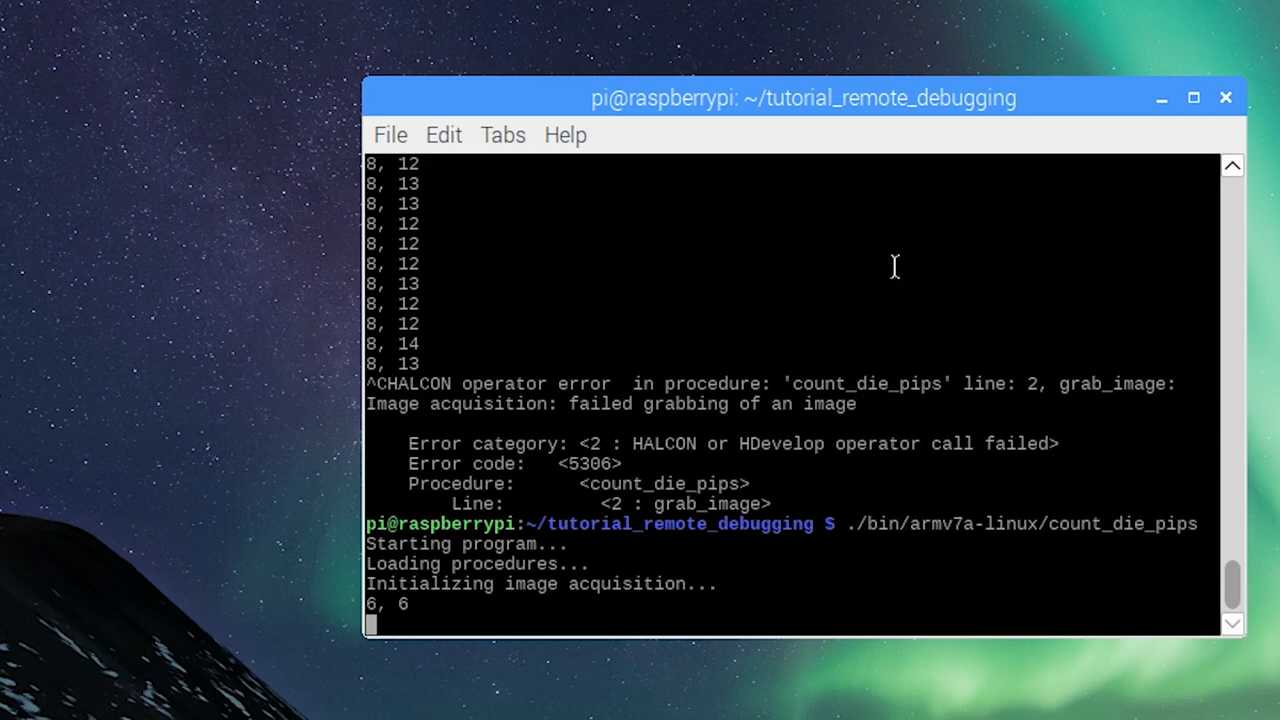 pi@raspberrypi: ~/tutorial_remote_debugging
File Edit Tabs Help
8, 12
8, 13
8, 13
8, 12
8, 12
8, 12
8, 13
8, 12
8, 12
8, 14
8, 13
^CHALCON operator error  in procedure: 'count_die_pips' line: 2, grab_image:
Image acquisition: failed grabbing of an image
    Error category: <2 : HALCON or HDevelop operator call failed>
    Error code:   <5306>
    Procedure:      <count_die_pips>
        Line:         <2 : grab_image>
pi@raspberrypi:~/tutorial_remote_debugging $ ./bin/armv7a-linux/count_die_pips
Starting program...
Loading procedures...
Initializing image acquisition...
6, 6